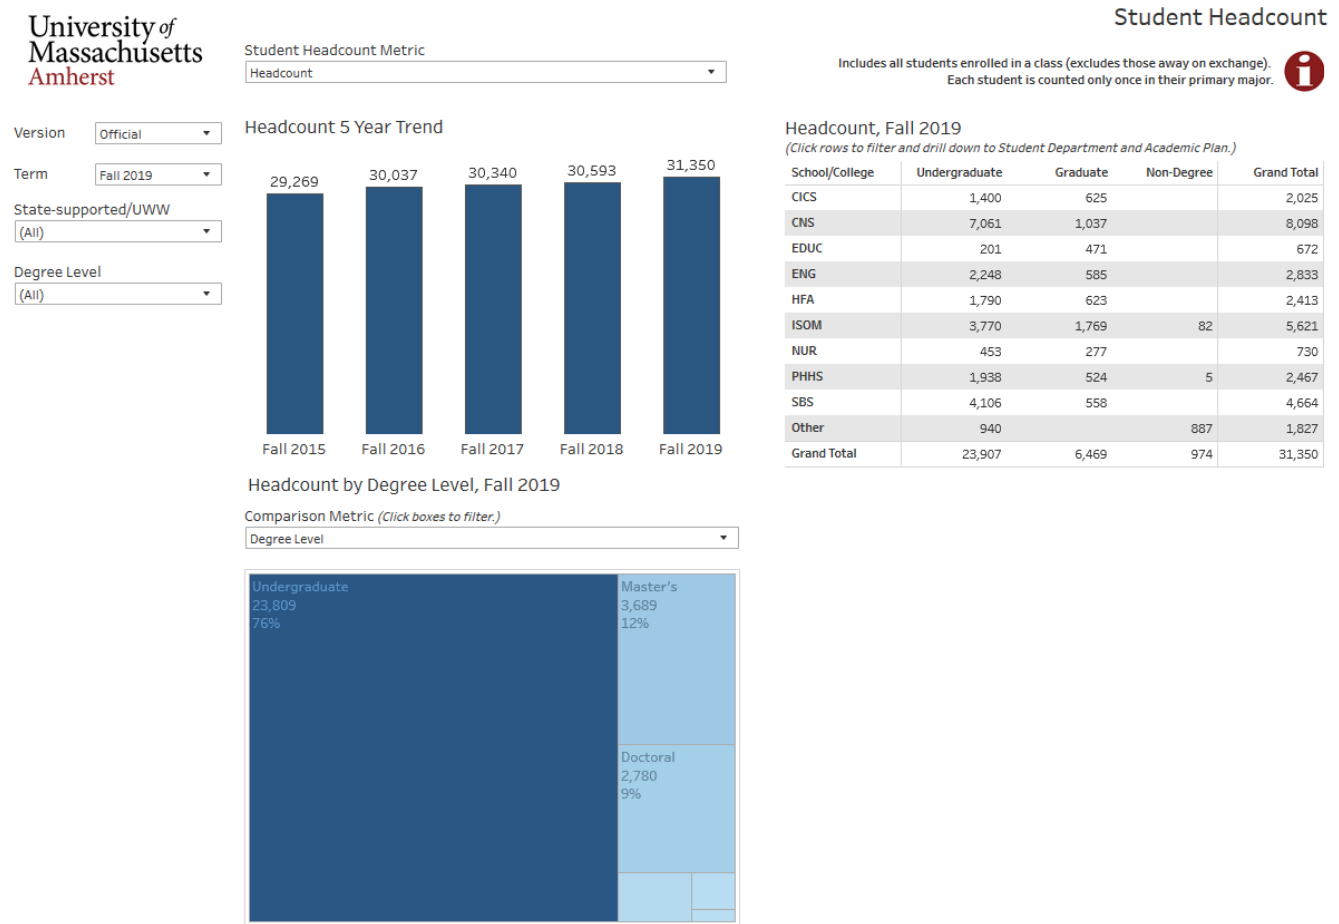 Student Headcount
University of
Massachusetts
Amherst
Student Headcount Metric
Headcount
Includes all students enrolled in a class (excludes those away on exchange).
Each student is counted only once in their primary major.
i
Version Official
Term Fall 2019
State-supported/UWW
(All)
Degree Level
(All)
Headcount 5 Year Trend
29,269 30,037 30,340 30,593 31,350
Fall 2015 Fall 2016 Fall 2017 Fall 2018 Fall 2019
Headcount, Fall 2019
(Click rows to filter and drill down to Student Department and Academic Plan.)
School/College Undergraduate Graduate Non-Degree Grand Total
CICS 1,400 625 2,025
CNS 7,061 1,037 8,098
EDUC 201 471 672
ENG 2,248 585 2,833
HFA 1,790 623 2,413
ISOM 3,770 1,769 82 5,621
NUR 453 277 730
PHHS 1,938 524 5 2,467
SBS 4,106 558 4,664
Other 940 887 1,827
Grand Total 23,907 6,469 974 31,350
Headcount by Degree Level, Fall 2019
Comparison Metric (Click boxes to filter.)
Degree Level
Undergraduate
23,809
76%
Master's
3,689
12%
Doctoral
2,780
9%